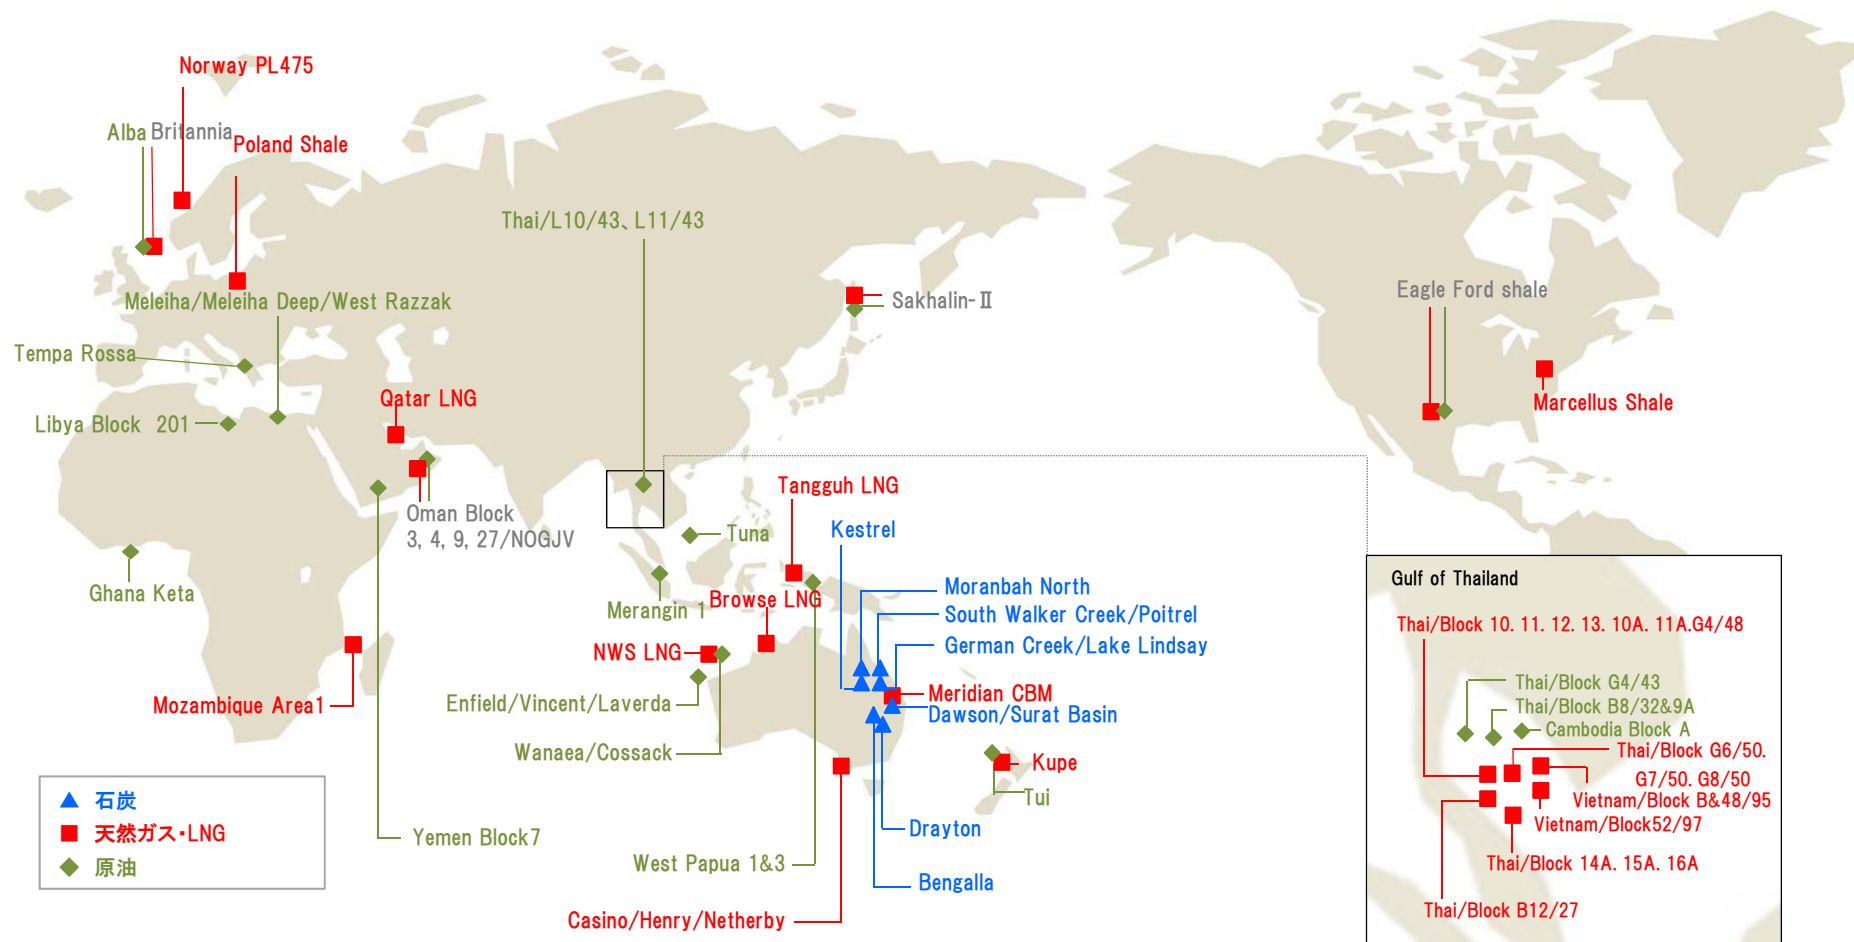 Norway PL475
Alba Britannia
Poland Shale
Thai/L10/43、L11/43
Meleiha/Meleiha Deep/West Razzak
Sakhalin-Ⅱ
Eagle Ford shale
Tempa Rossa
Qatar LNG
Marcellus Shale
Libya Block 201
Oman Block
3, 4, 9, 27/NOGJV
Tangguh LNG
Kestrel
Tuna
Ghana Keta
Merangin 1
Browse LNG
Moranbah North
South Walker Creek/Poitrel
German Creek/Lake Lindsay
NWS LNG
Meridian CBM
Dawson/Surat Basin
Mozambique Area1
Enfield/Vincent/Laverda
Wanaea/Cossack
Kupe
Tui
Yemen Block7
West Papua 1&3
Drayton
Bengalla
Casino/Henry/Netherby
石炭
天然ガス・LNG
原油
Gulf of Thailand
Thai/Block 10. 11. 12. 13. 10A. 11A.G4/48
Thai/Block G4/43
Thai/Block B8/32&9A
Cambodia Block A
Thai/Block G6/50.
G7/50. G8/50
Vietnam/Block B&48/95
Vietnam/Block52/97
Thai/Block 14A. 15A. 16A
Thai/Block B12/27